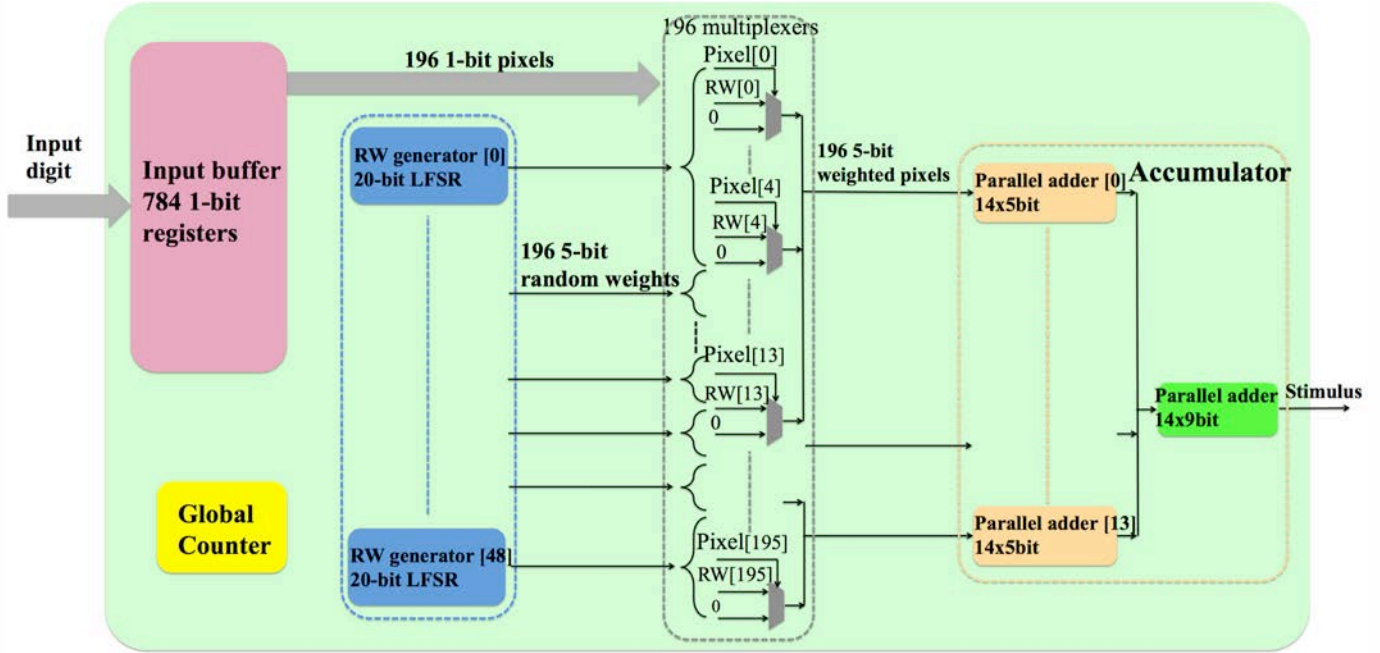 196 multiplexers
196 1-bit pixels
Pixel[0]
RW[0]
0
Input
digit
Input buffer
784 1-bit
registers
RW generator [0]
20-bit LFSR
Pixel[4]
RW[4]
0
196 5-bit
weighted pixels
Parallel adder [0]
14x5bit
Accumulator
196 5-bit
random weights
Pixel[13]
RW[13]
0
Parallel adder
14x9bit
Stimulus
Global
Counter
RW generator [48]
20-bit LFSR
Pixel[195]
RW[195]
0
Parallel adder [13]
14x5bit